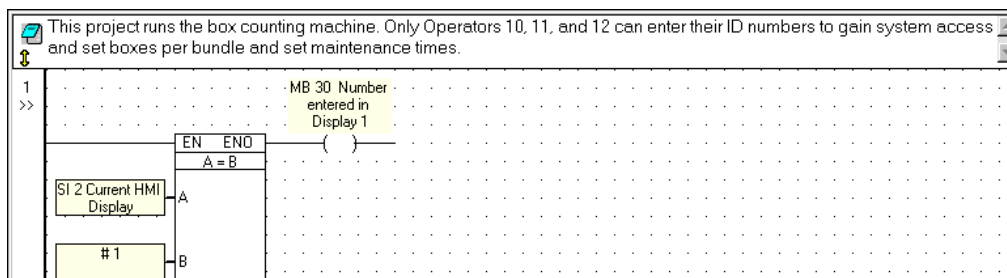 This project runs the box counting machine. Only Operators 10, 11, and 12 can enter their ID numbers to gain system access
and set boxes per bundle and set maintenance times.
1
>>
MB 30 Number
entered in
Display 1
EN ENO
A = B
SI 2 Current HMI
Display
A
# 1
B